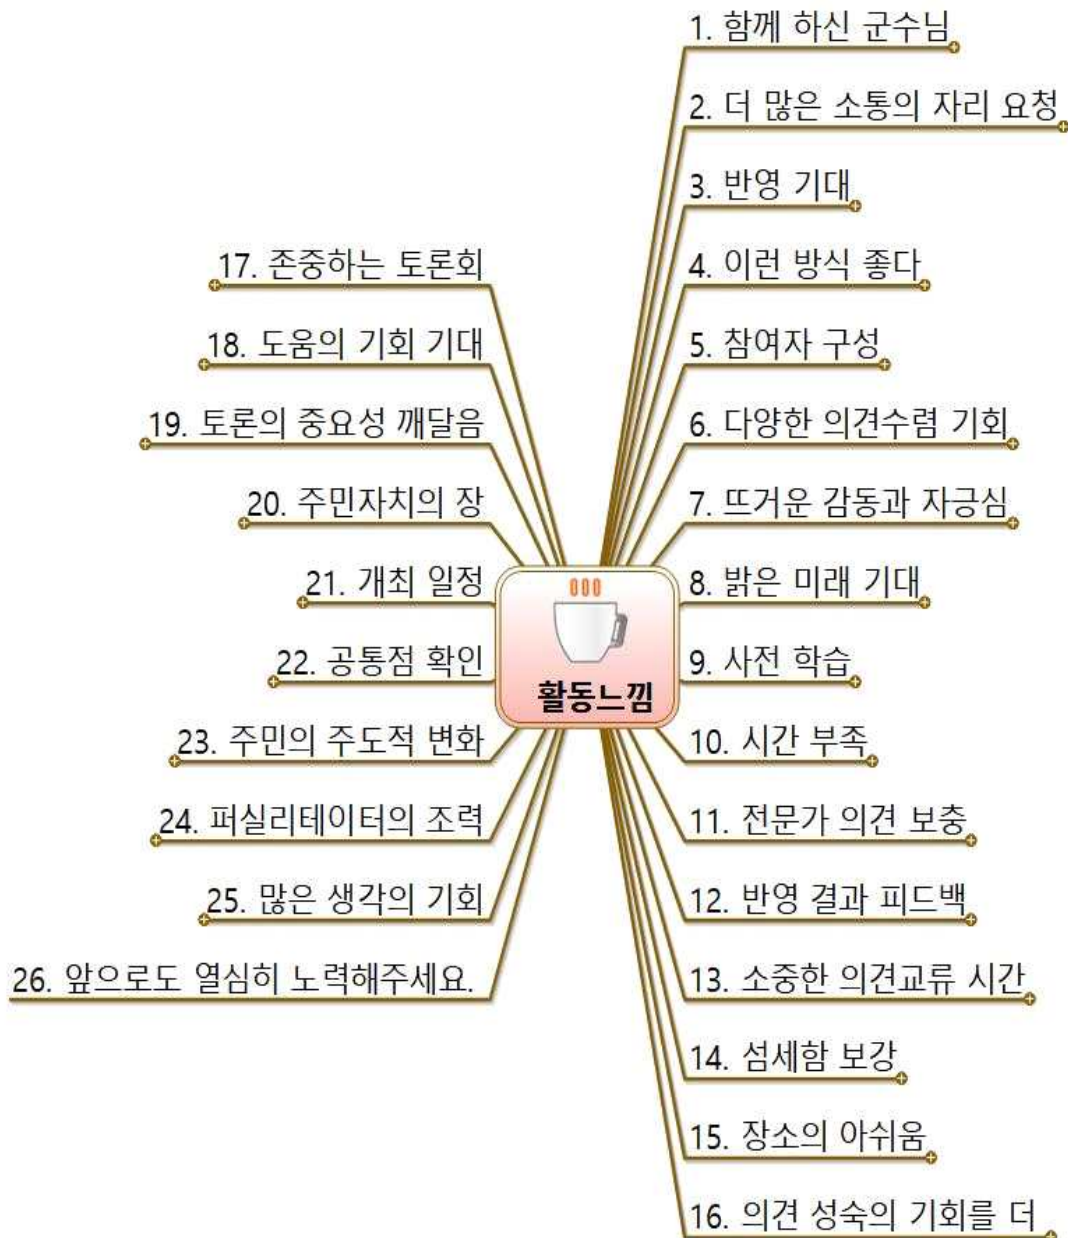 1. 함께 하신 군수님
2. 더 많은 소통의 자리 요청
3. 반영 기대
4. 이런 방식 좋다
5. 참여자 구성
6. 다양한 의견수렴 기회
7. 뜨거운 감동과 자긍심
8. 밝은 미래 기대
9. 사전 학습
10. 시간 부족
11. 전문가 의견 보충
12. 반영 결과 피드백
13. 소중한 의견교류 시간
14. 섬세함 보강
15. 장소의 아쉬움
16. 의견 성숙의 기회를 더
17. 존중하는 토론회
18. 도움의 기회 기대
19. 토론의 중요성 깨달음
20. 주민자치의 장
21. 개최 일정
22. 공통점 확인
23. 주민의 주도적 변화
24. 퍼실리테이터의 조력
25. 많은 생각의 기회
26. 앞으로도 열심히 노력해주세요.
활동느낌